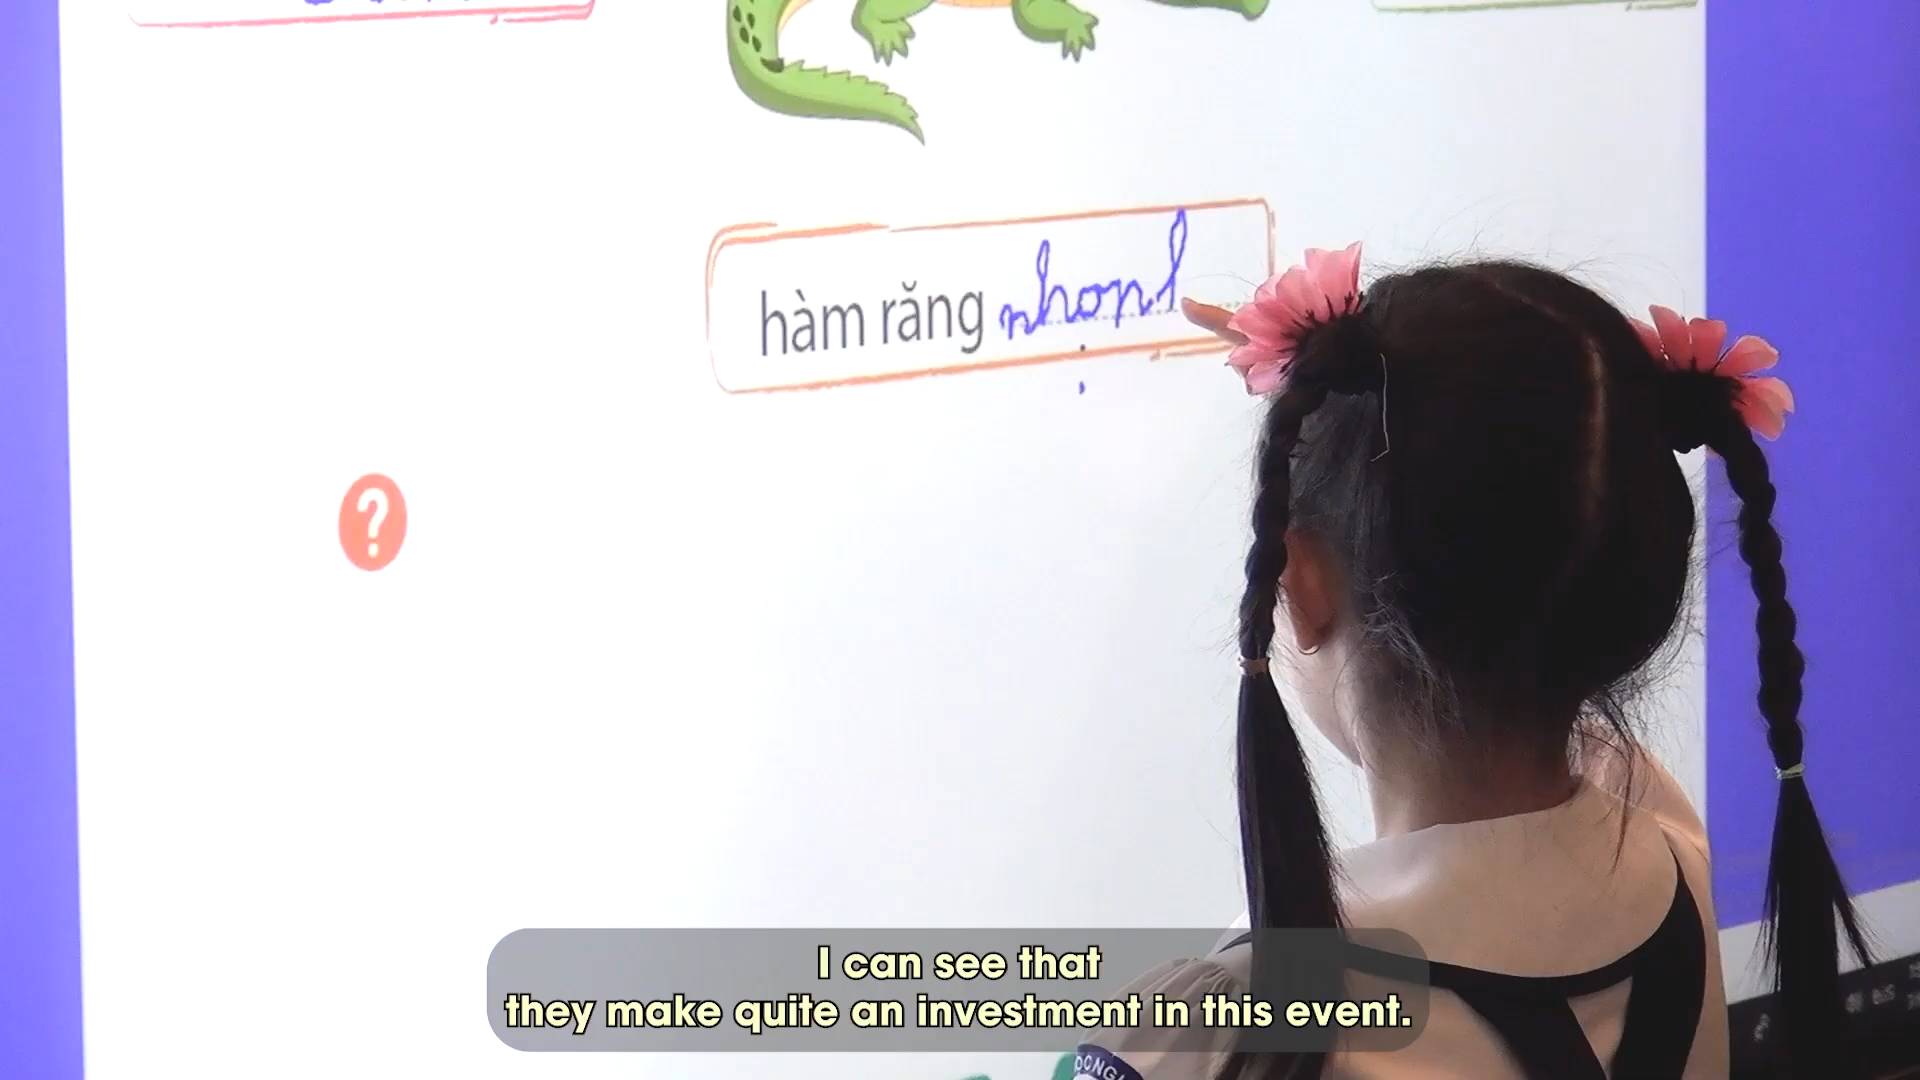 hàm răng nhọn
?
I can see that
they make quite an investment in this event.